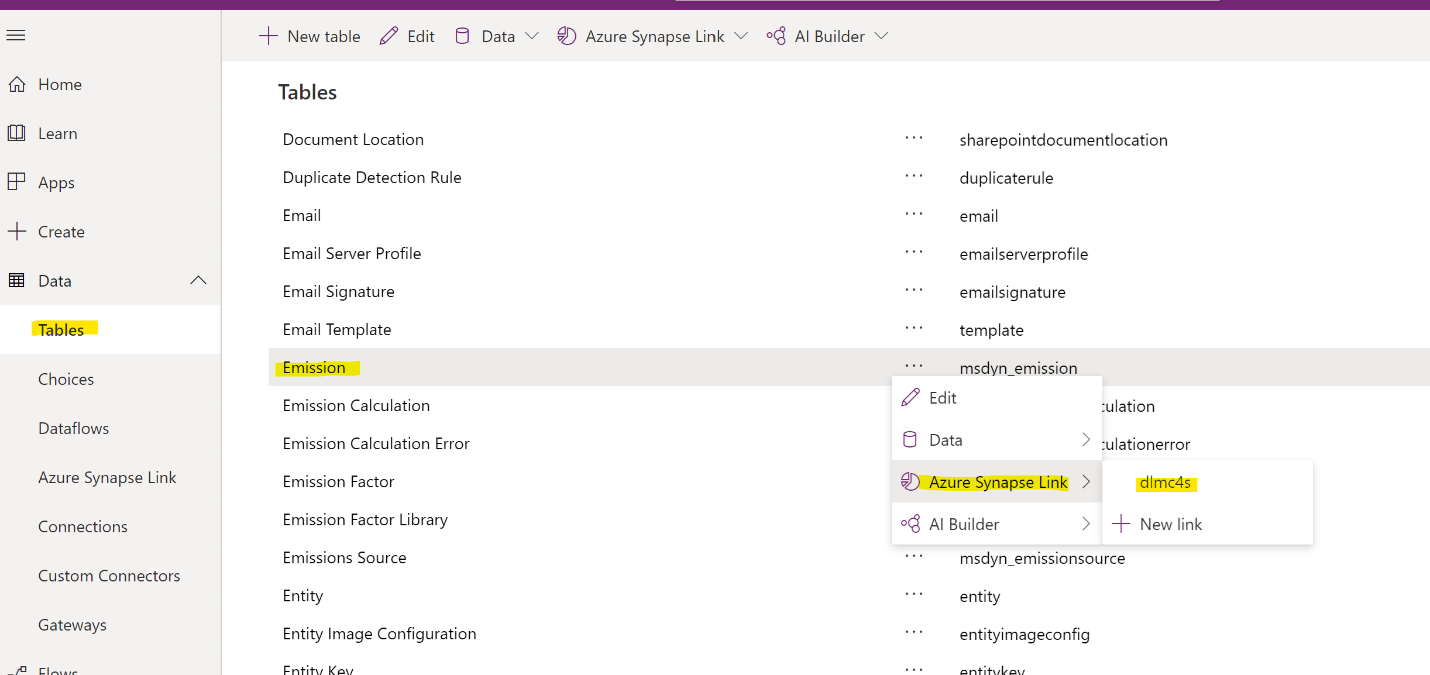 New table Edit Data Azure Synapse Link AI Builder
Home
Learn
Apps
Create
Data
Tables
Choices
Dataflows
Azure Synapse Link
Connections
Custom Connectors
Gateways
Flows
Tables
Document Location ... sharepointdocumentlocation
Duplicate Detection Rule ... duplicaterule
Email ... email
Email Server Profile ... emailserverprofile
Email Signature ... emailsignature
Email Template ... template
Emission ... msdyn_emission
Emission Calculation culation
Emission Calculation Error culationerror
Emission Factor
Emission Factor Library
Emissions Source ... msdyn_emissionsource
Entity ... entity
Entity Image Configuration ... entityimageconfig
Entity Key ... entitykey
Edit
Data
Azure Synapse Link
AI Builder
dlmc4s
New link